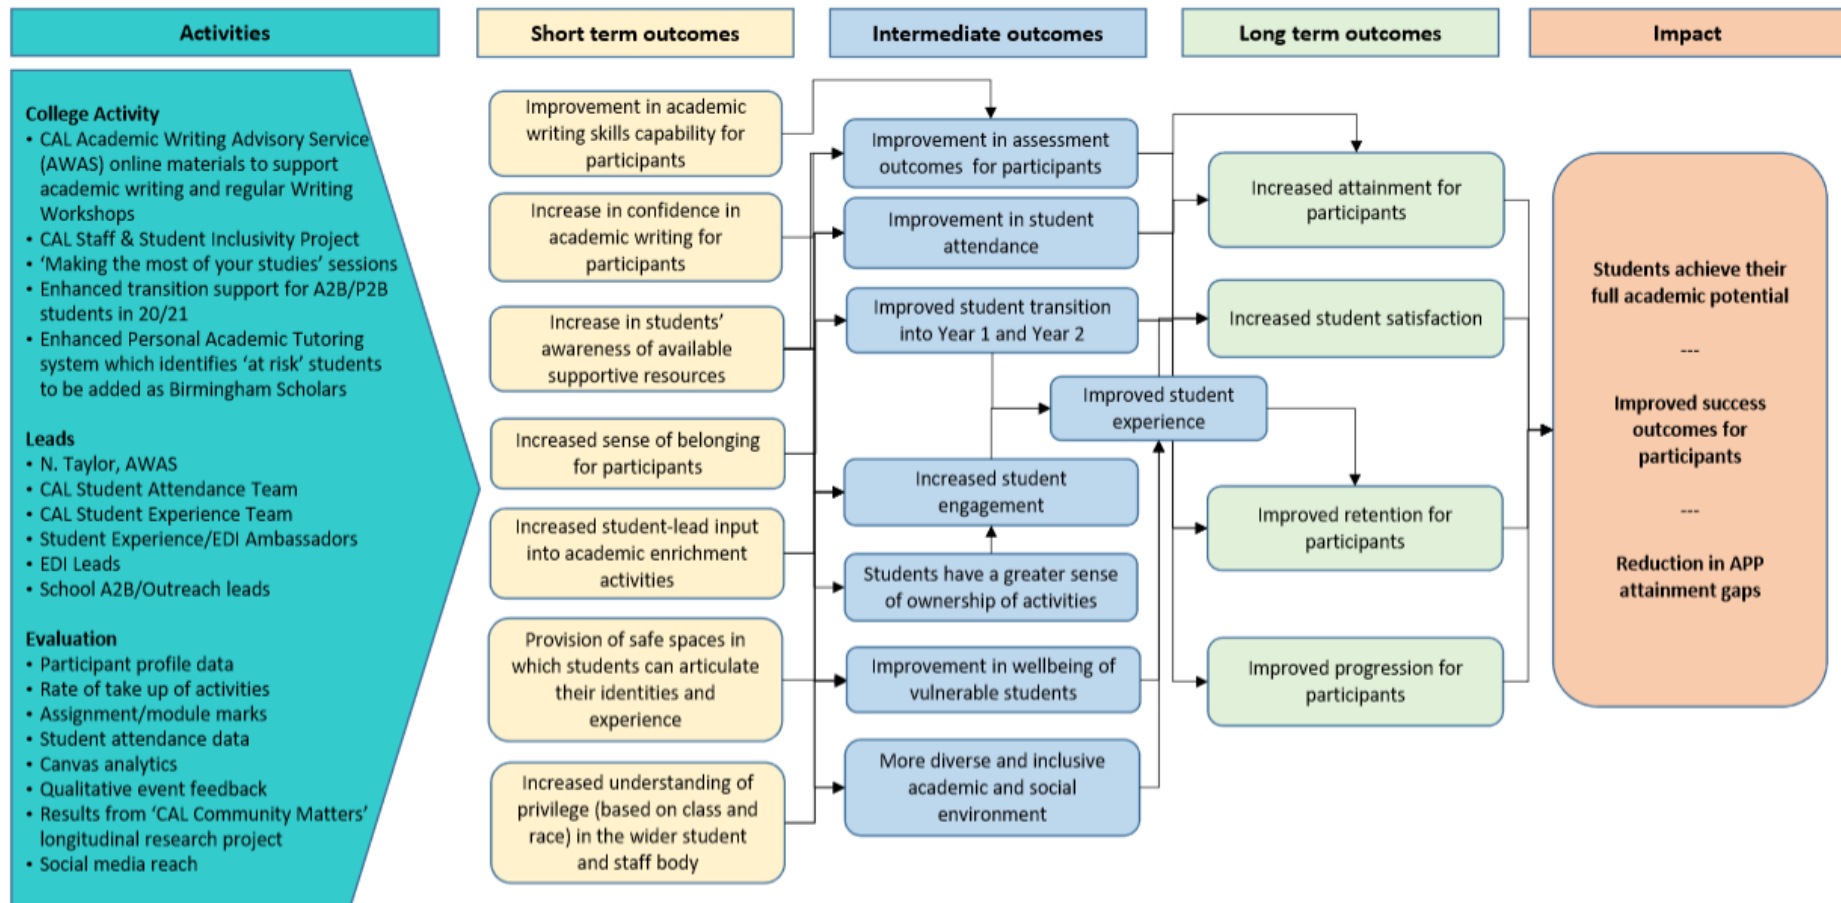 Activities
Short term outcomes
Intermediate outcomes
Long term outcomes
Impact
College Activity
• CAL Academic Writing Advisory Service
(AWAS) online materials to support
academic writing and regular Writing
Workshops
• CAL Staff & Student Inclusivity Project
• ‘Making the most of your studies’ sessions
• Enhanced transition support for A2B/P2B
students in 20/21
• Enhanced Personal Academic Tutoring
system which identifies ‘at risk’ students
to be added as Birmingham Scholars
Leads
• N. Taylor, AWAS
• CAL Student Attendance Team
• CAL Student Experience Team
• Student Experience/EDI Ambassadors
• EDI Leads
• School A2B/Outreach leads
Evaluation
• Participant profile data
• Rate of take up of activities
• Assignment/module marks
• Student attendance data
• Canvas analytics
• Qualitative event feedback
• Results from ‘CAL Community Matters’
longitudinal research project
• Social media reach
Improvement in academic
writing skills capability for
participants
Increase in confidence in
academic writing for
participants
Increase in students’
awareness of available
supportive resources
Increased sense of belonging
for participants
Increased student-lead input
into academic enrichment
activities
Provision of safe spaces in
which students can articulate
their identities and
experience
Increased understanding of
privilege (based on class and
race) in the wider student
and staff body
Improvement in assessment
outcomes for participants
Improvement in student
attendance
Improved student transition
into Year 1 and Year 2
Improved student
experience
Increased student
engagement
Students have a greater sense
of ownership of activities
Improvement in wellbeing of
vulnerable students
More diverse and inclusive
academic and social
environment
Increased attainment for
participants
Increased student satisfaction
Improved retention for
participants
Improved progression for
participants
Students achieve their
full academic potential
---
Improved success
outcomes for
participants
---
Reduction in APP
attainment gaps